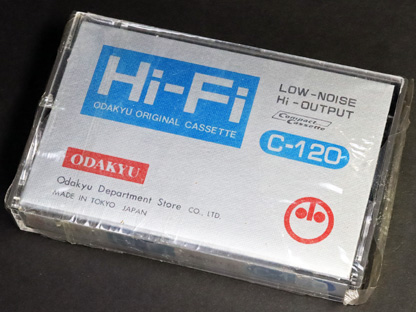 Hi-Fi
ODAKYU ORIGINAL CASSETTE
LOW-NOISE
Hi-OUTPUT
Compact
Cassette
C-120
ODAKYU
Odakyu Department Store CO., LTD.
MADE IN TOKYO JAPAN